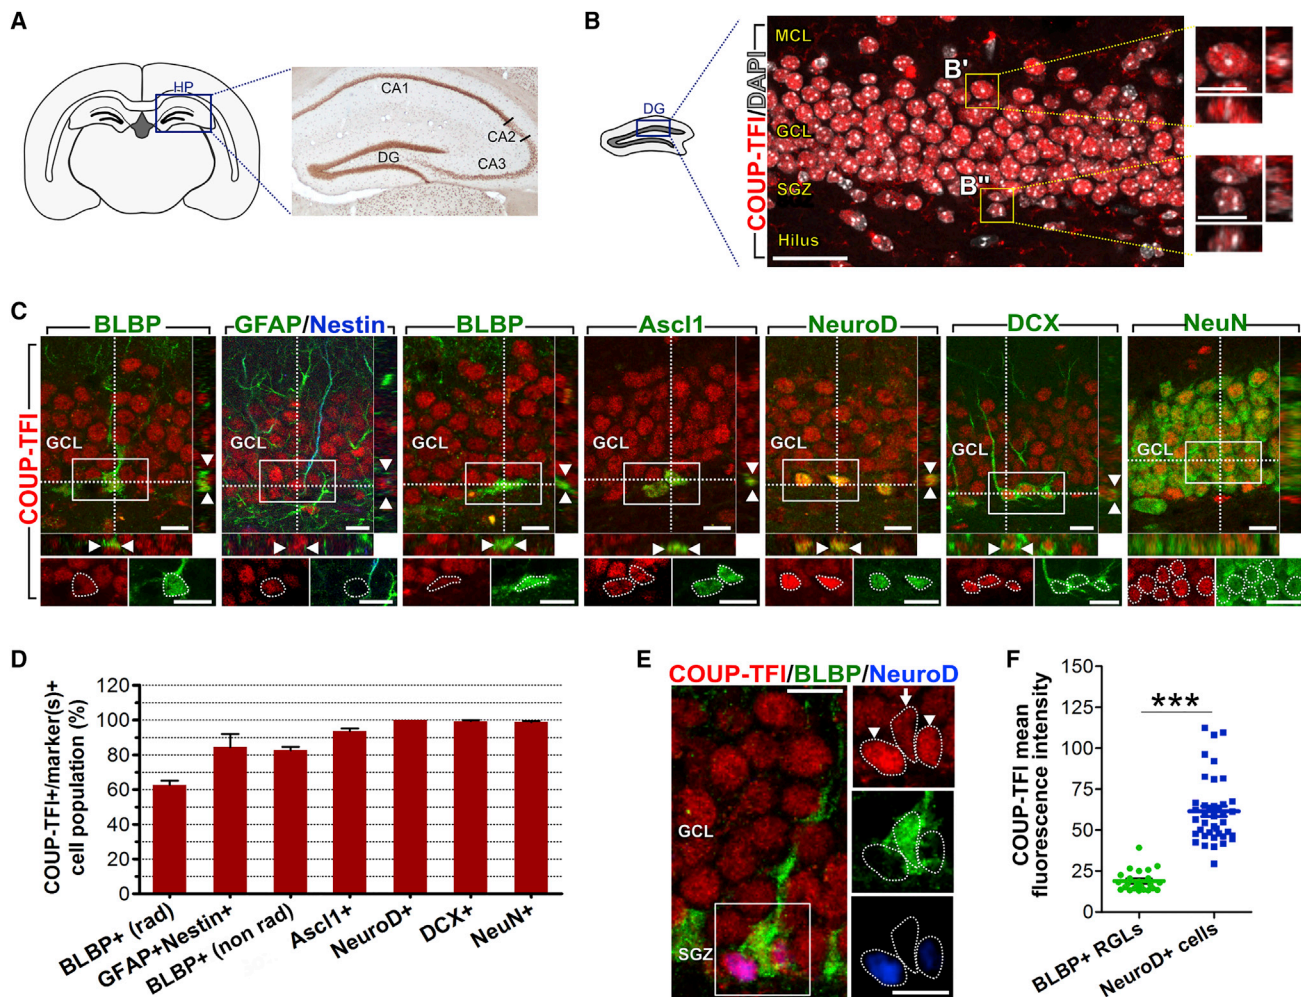 A
HP
CA1
CA2
CA3
DG
B
DG
COUP-TFI/DAPI
MCL
GCL
SGZ
Hilus
B'
B"
C
BLBP
GFAP/Nestin
BLBP
Ascl1
NeuroD
DCX
NeuN
COUP-TFI
GCL
GCL
GCL
GCL
GCL
GCL
GCL
D
COUP-TFI+/marker(s)+
cell population (%)
120
100
80
60
40
20
0
BLBP+ (rad)
GFAP+Nestin+
BLBP+ (non rad)
Ascl1+
NeuroD+
DCX+
NeuN+
E
COUP-TFI/BLBP/NeuroD
GCL
SGZ
F
COUP-TFI mean
fluorescence intensity
150
125
100
75
50
25
0
***
BLBP+ RGLs
NeuroD+ cells